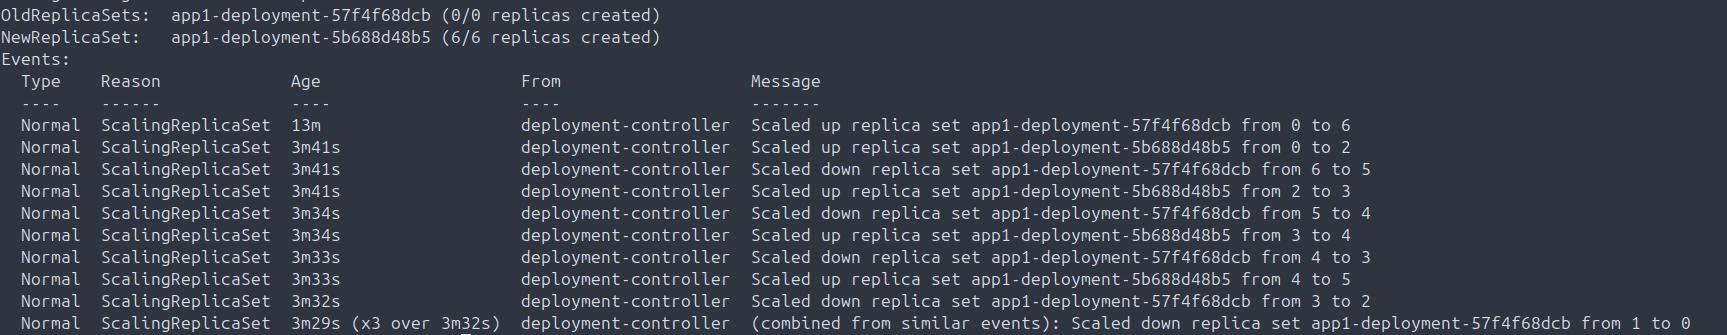 OldReplicaSets:  app1-deployment-57f4f68dcb (0/0 replicas created)
NewReplicaSet:   app1-deployment-5b688d48b5 (6/6 replicas created)
Events:
  Type    Reason             Age                    From                   Message
  ----    ------             ----                   ----                   -------
  Normal  ScalingReplicaSet  13m                    deployment-controller  Scaled up replica set app1-deployment-57f4f68dcb from 0 to 6
  Normal  ScalingReplicaSet  3m41s                  deployment-controller  Scaled up replica set app1-deployment-5b688d48b5 from 0 to 2
  Normal  ScalingReplicaSet  3m41s                  deployment-controller  Scaled down replica set app1-deployment-57f4f68dcb from 6 to 5
  Normal  ScalingReplicaSet  3m41s                  deployment-controller  Scaled up replica set app1-deployment-5b688d48b5 from 2 to 3
  Normal  ScalingReplicaSet  3m34s                  deployment-controller  Scaled down replica set app1-deployment-57f4f68dcb from 5 to 4
  Normal  ScalingReplicaSet  3m34s                  deployment-controller  Scaled up replica set app1-deployment-5b688d48b5 from 3 to 4
  Normal  ScalingReplicaSet  3m33s                  deployment-controller  Scaled down replica set app1-deployment-57f4f68dcb from 4 to 3
  Normal  ScalingReplicaSet  3m33s                  deployment-controller  Scaled up replica set app1-deployment-5b688d48b5 from 4 to 5
  Normal  ScalingReplicaSet  3m32s                  deployment-controller  Scaled down replica set app1-deployment-57f4f68dcb from 3 to 2
  Normal  ScalingReplicaSet  3m29s (x3 over 3m32s)  deployment-controller  (combined from similar events): Scaled down replica set app1-deployment-57f4f68dcb from 1 to 0